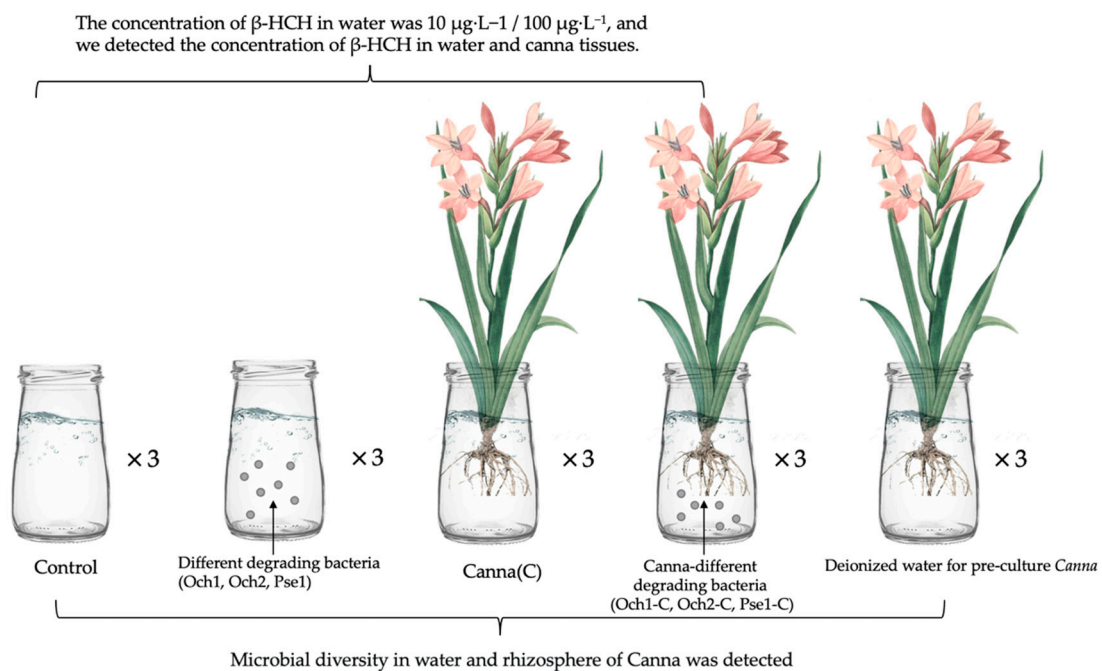 The concentration of β-HCH in water was 10 μg·L−1 / 100 μg·L⁻¹, and
we detected the concentration of β-HCH in water and canna tissues.
×3
×3
×3
×3
×3
Control
Different degrading bacteria
(Och1, Och2, Pse1)
Canna(C)
Canna-different
degrading bacteria
(Och1-C, Och2-C, Pse1-C)
Deionized water for pre-culture Canna
Microbial diversity in water and rhizosphere of Canna was detected